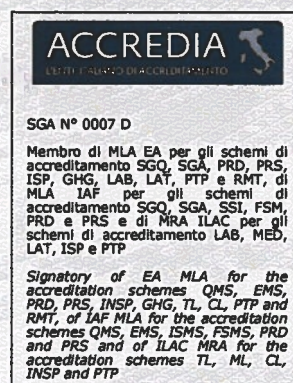 ACCREDIA
L'ENTE ITALIANO DI ACCREDITAMENTO
SGA N° 0007 D
Membro di MLA EA per gli schemi di
accreditamento SGQ, SGA, PRD, PRS,
ISP, GHG, LAB, LAT, PTP e RMT, di
MLA IAF per gli schemi di
accreditamento SGQ, SGA, SSI, FSM,
PRD e PRS e di MRA ILAC per gli
schemi di accreditamento LAB, MED,
LAT, ISP e PTP
Signatory of EA MLA for the
accreditation schemes QMS, EMS,
PRD, PRS, INSP, GHG, TL, CL, PTP and
RMT, of IAF MLA for the accreditation
schemes QMS, EMS, ISMS, FSMS, PRD
and PRS and of ILAC MRA for the
accreditation schemes TL, ML, CL,
INSP and PTP